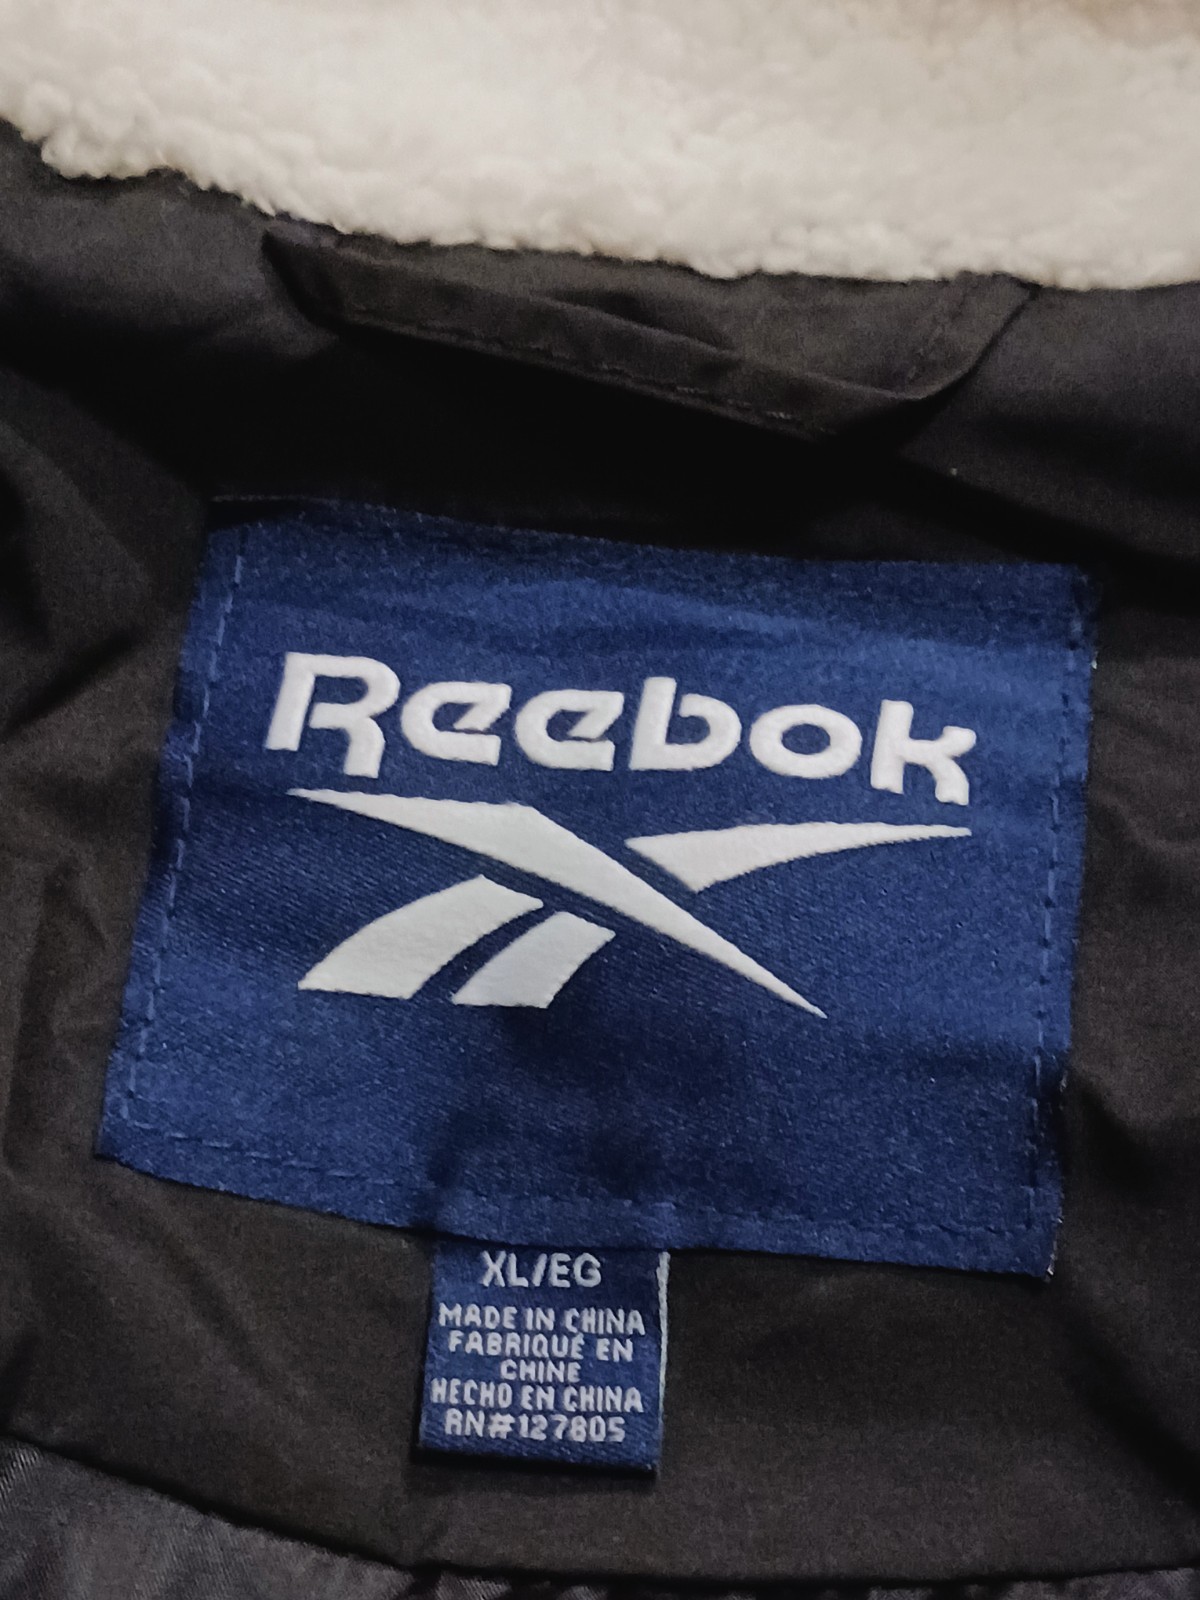 Reebok
XL/EG
MADE IN CHINA
FABRIQUÉ EN
CHINE
HECHO EN CHINA
RN#127805